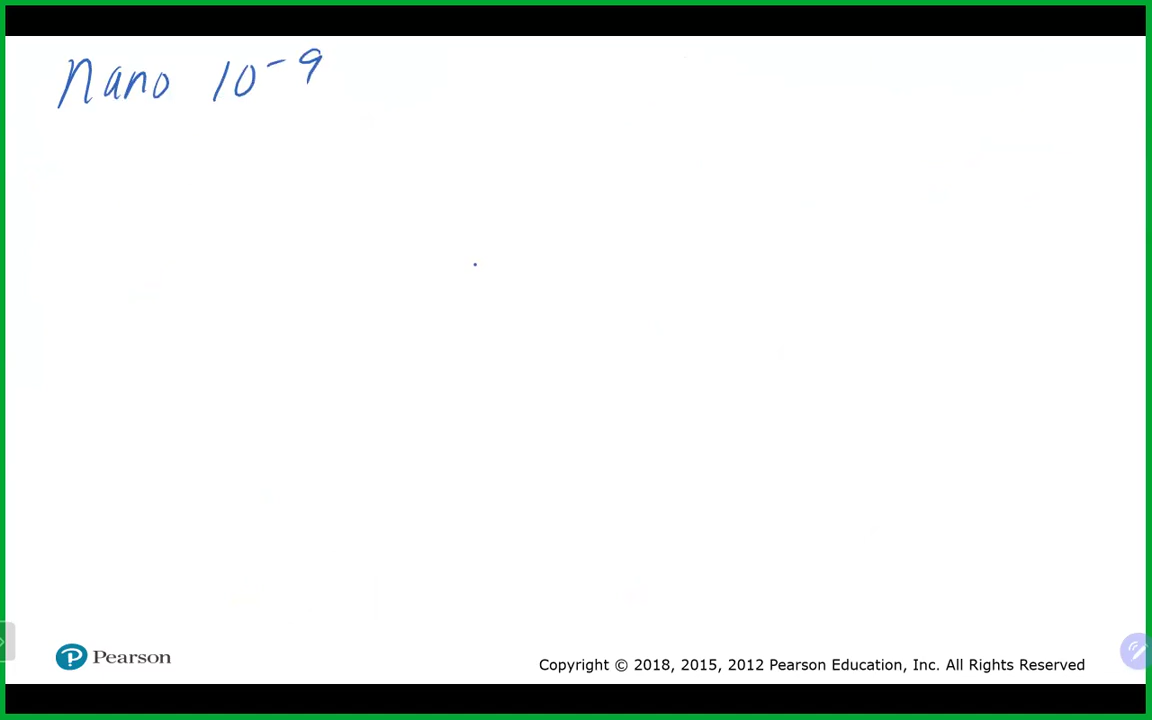 nano 10⁻⁹
Pearson
Copyright © 2018, 2015, 2012 Pearson Education, Inc. All Rights Reserved